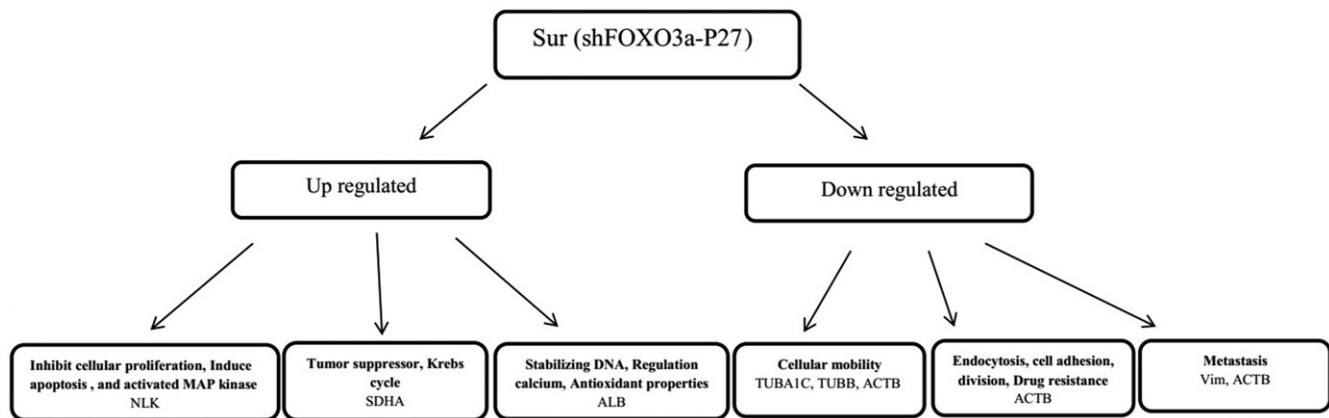 Sur (shFOXO3a-P27)
Up regulated
Down regulated
Inhibit cellular proliferation, Induce
apoptosis , and activated MAP kinase
NLK
Tumor suppressor, Krebs
cycle
SDHA
Stabilizing DNA, Regulation
calcium, Antioxidant properties
ALB
Cellular mobility
TUBA1C, TUBB, ACTB
Endocytosis, cell adhesion,
division, Drug resistance
ACTB
Metastasis
Vim, ACTB